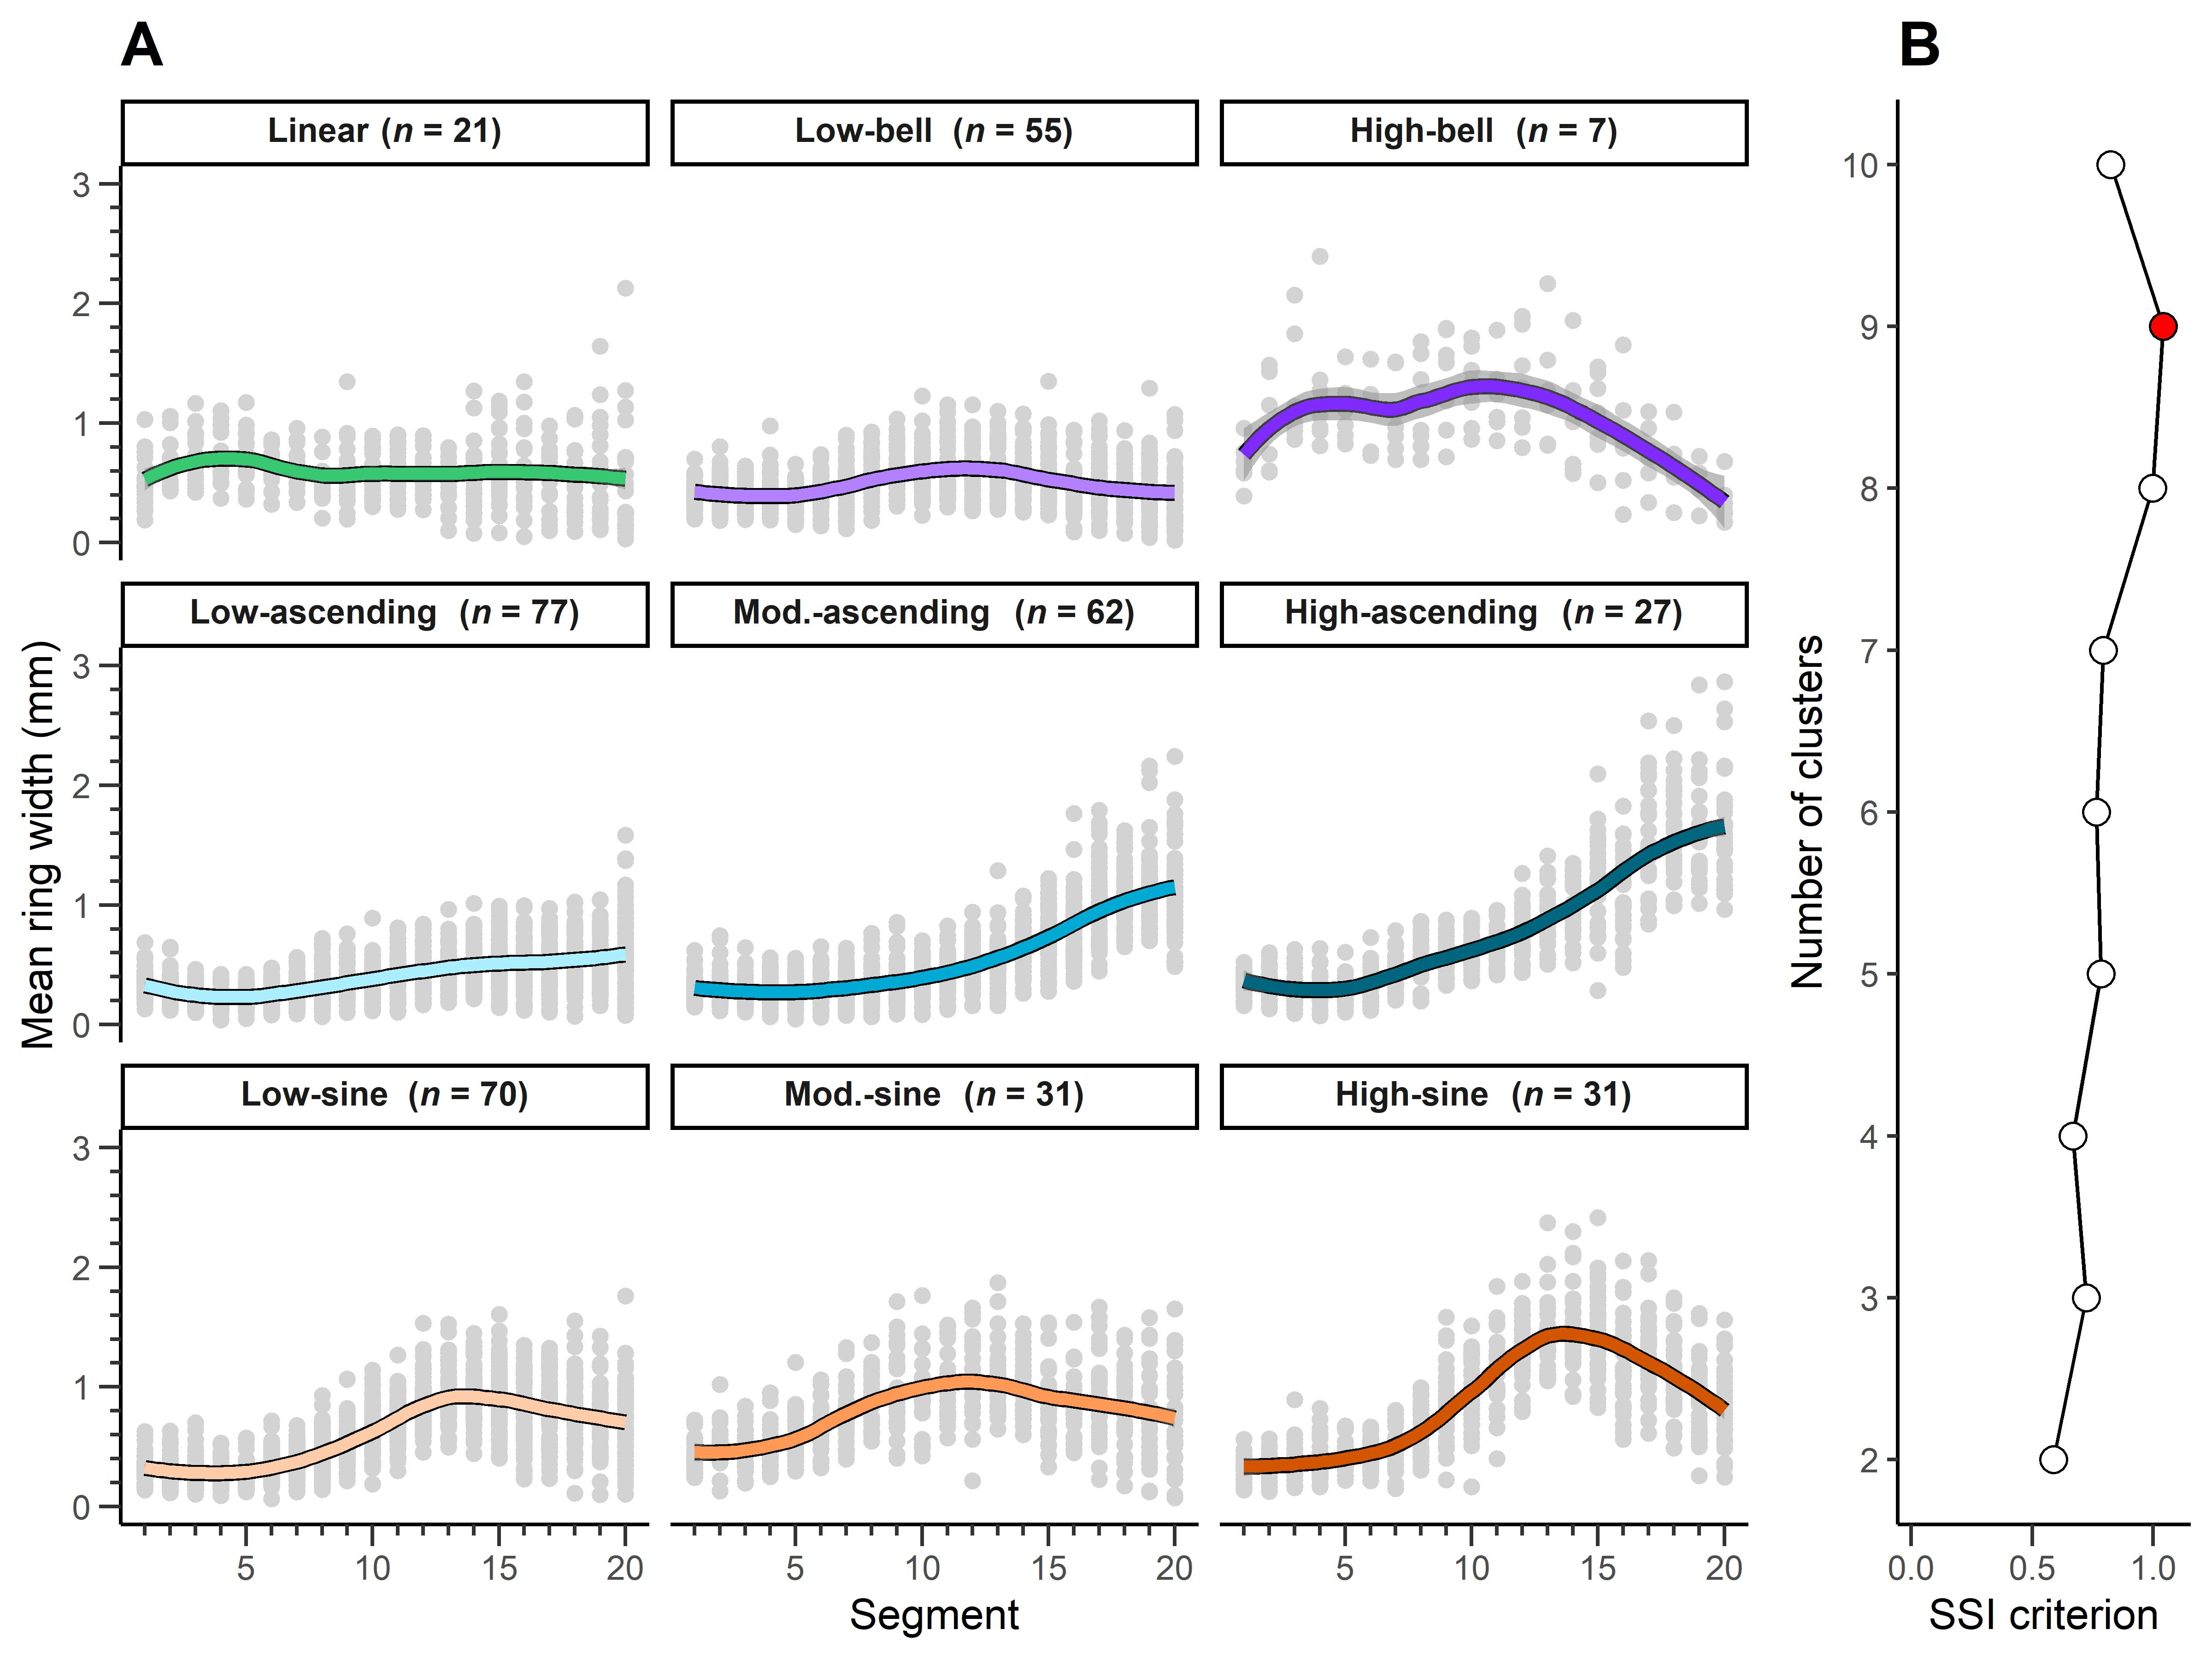 A
B
Linear (n = 21)
Low-bell (n = 55)
High-bell (n = 7)
3
2
1
0
Low-ascending (n = 77)
Mod.-ascending (n = 62)
High-ascending (n = 27)
3
2
1
0
Low-sine (n = 70)
Mod.-sine (n = 31)
High-sine (n = 31)
3
2
1
0
5 10 15 20
5 10 15 20
5 10 15 20
Mean ring width (mm)
Segment
10
9
8
7
6
5
4
3
2
Number of clusters
0.0 0.5 1.0
SSI criterion